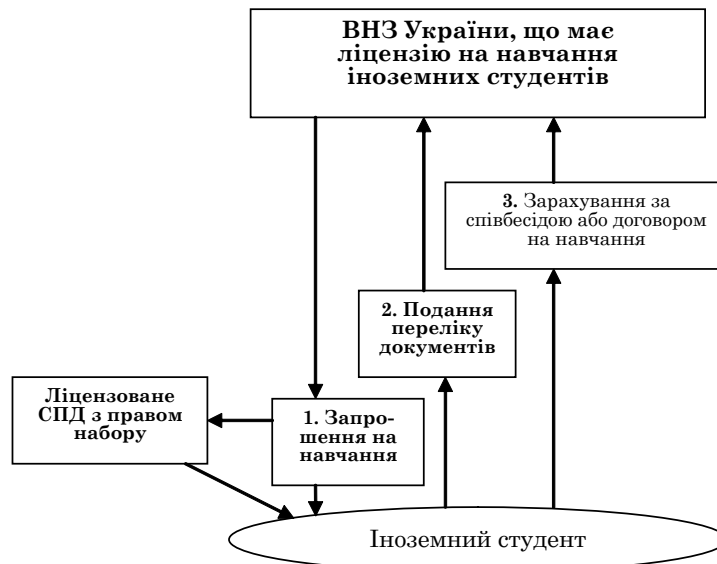 ВНЗ України, що має
ліцензію на навчання
іноземних студентів
3. Зарахування за
співбесідою або договором
на навчання
2. Подання
переліку
документів
Ліцензоване
СПД з правом
набору
1. Запро-
шення на
навчання
Іноземний студент